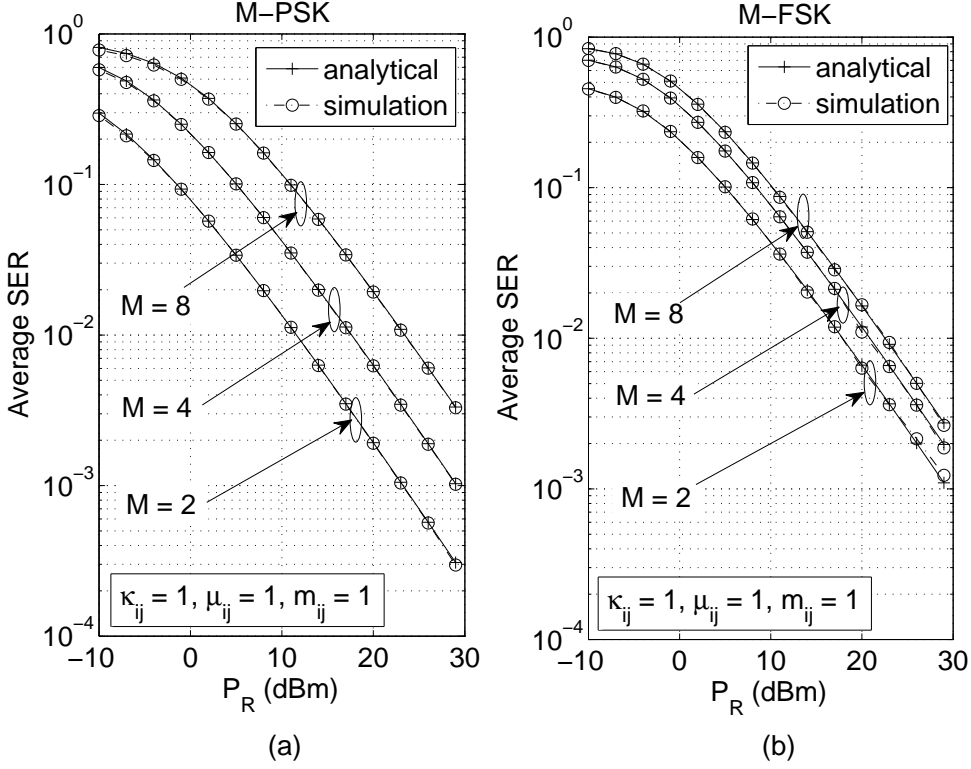 M−PSK
10^0
10^−1
10^−2
10^−3
10^−4
Average SER
analytical
simulation
M = 8
M = 4
M = 2
κ_ij = 1, μ_ij = 1, m_ij = 1
−10 0 10 20 30
P_R (dBm)
(a)
M−FSK
10^0
10^−1
10^−2
10^−3
10^−4
Average SER
analytical
simulation
M = 8
M = 4
M = 2
κ_ij = 1, μ_ij = 1, m_ij = 1
−10 0 10 20 30
P_R (dBm)
(b)